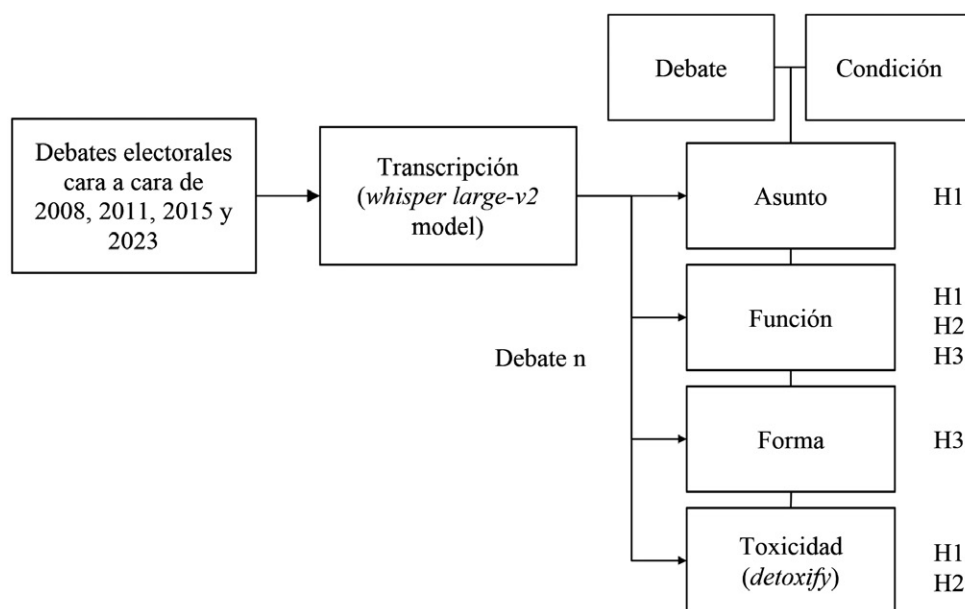 Debate
Condición
Debates electorales
cara a cara de
2008, 2011, 2015 y
2023
Transcripción
(whisper large-v2
model)
Asunto
H1
Función
H1
H2
H3
Debate n
Forma
H3
Toxicidad
(detoxify)
H1
H2